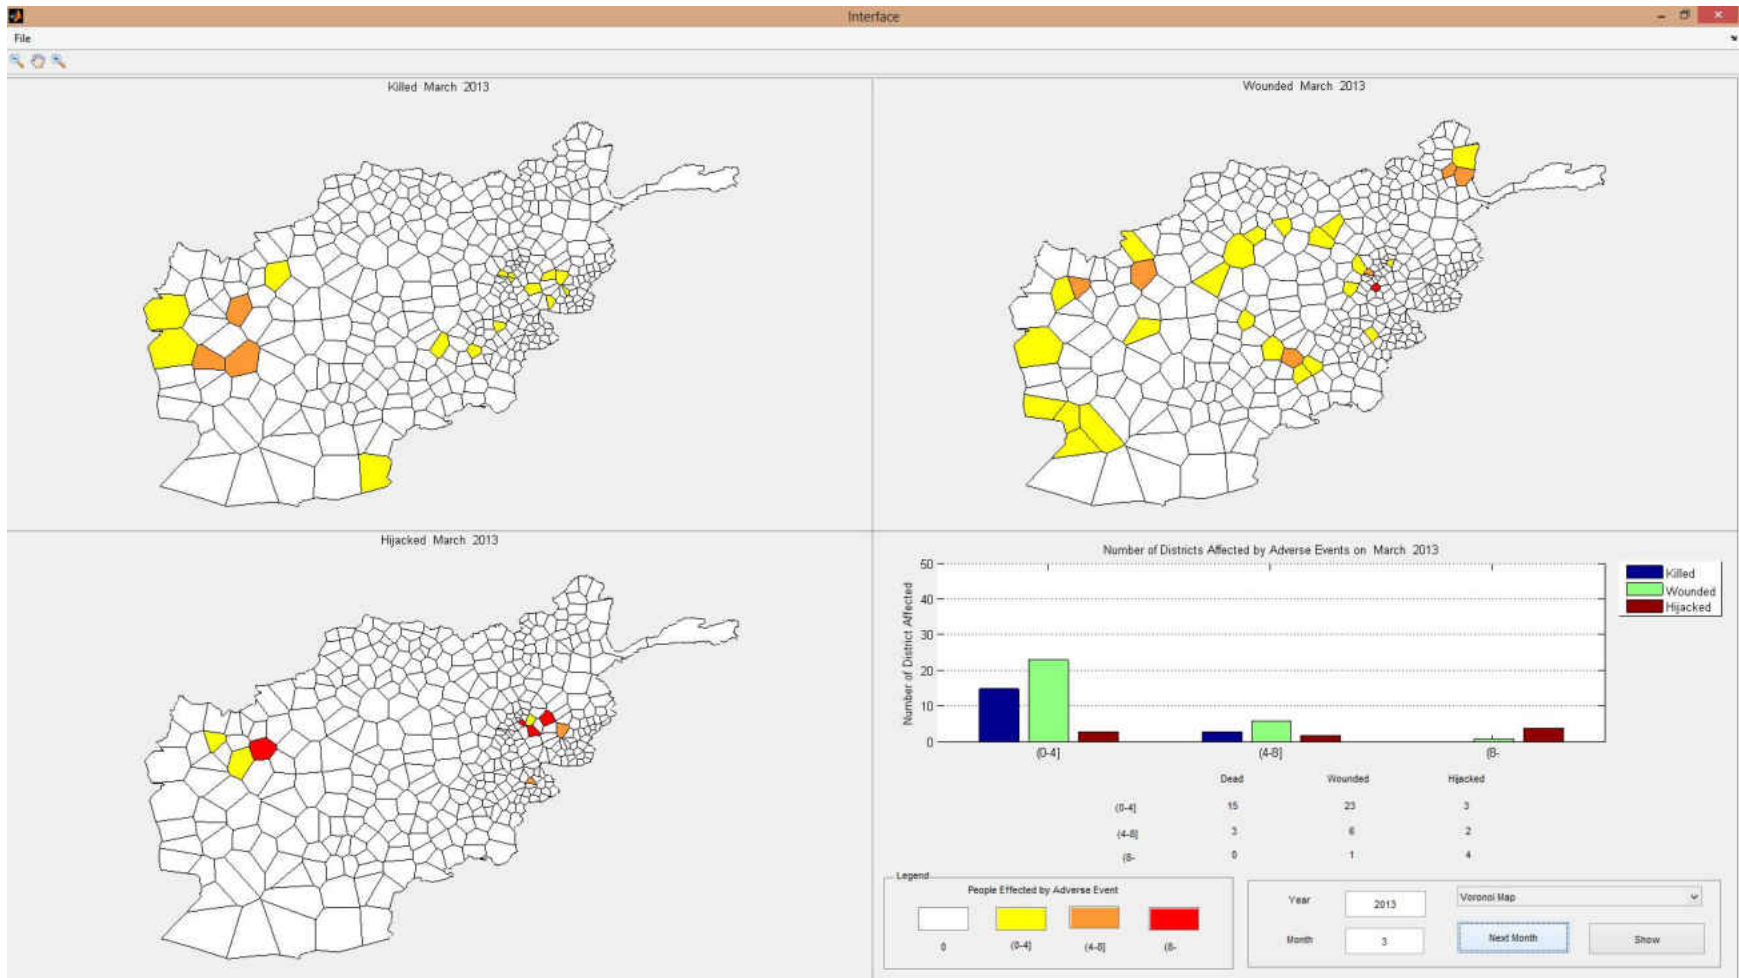 Interface
File
Killed March 2013
Wounded March 2013
Hijacked March 2013
Number of Districts Affected by Adverse Events on March 2013
Number of District Affected
50
40
30
20
10
0
(0-4]
(4-8]
(8-
Killed
Wounded
Hijacked
Dead Wounded Hijacked
(0-4] 15 23 3
(4-8] 3 6 2
(8- 0 1 4
Legend
People Effected by Adverse Event
0 (0-4] (4-8] (8-
Year 2013 Voronoi Map
Month 3 Next Month Show